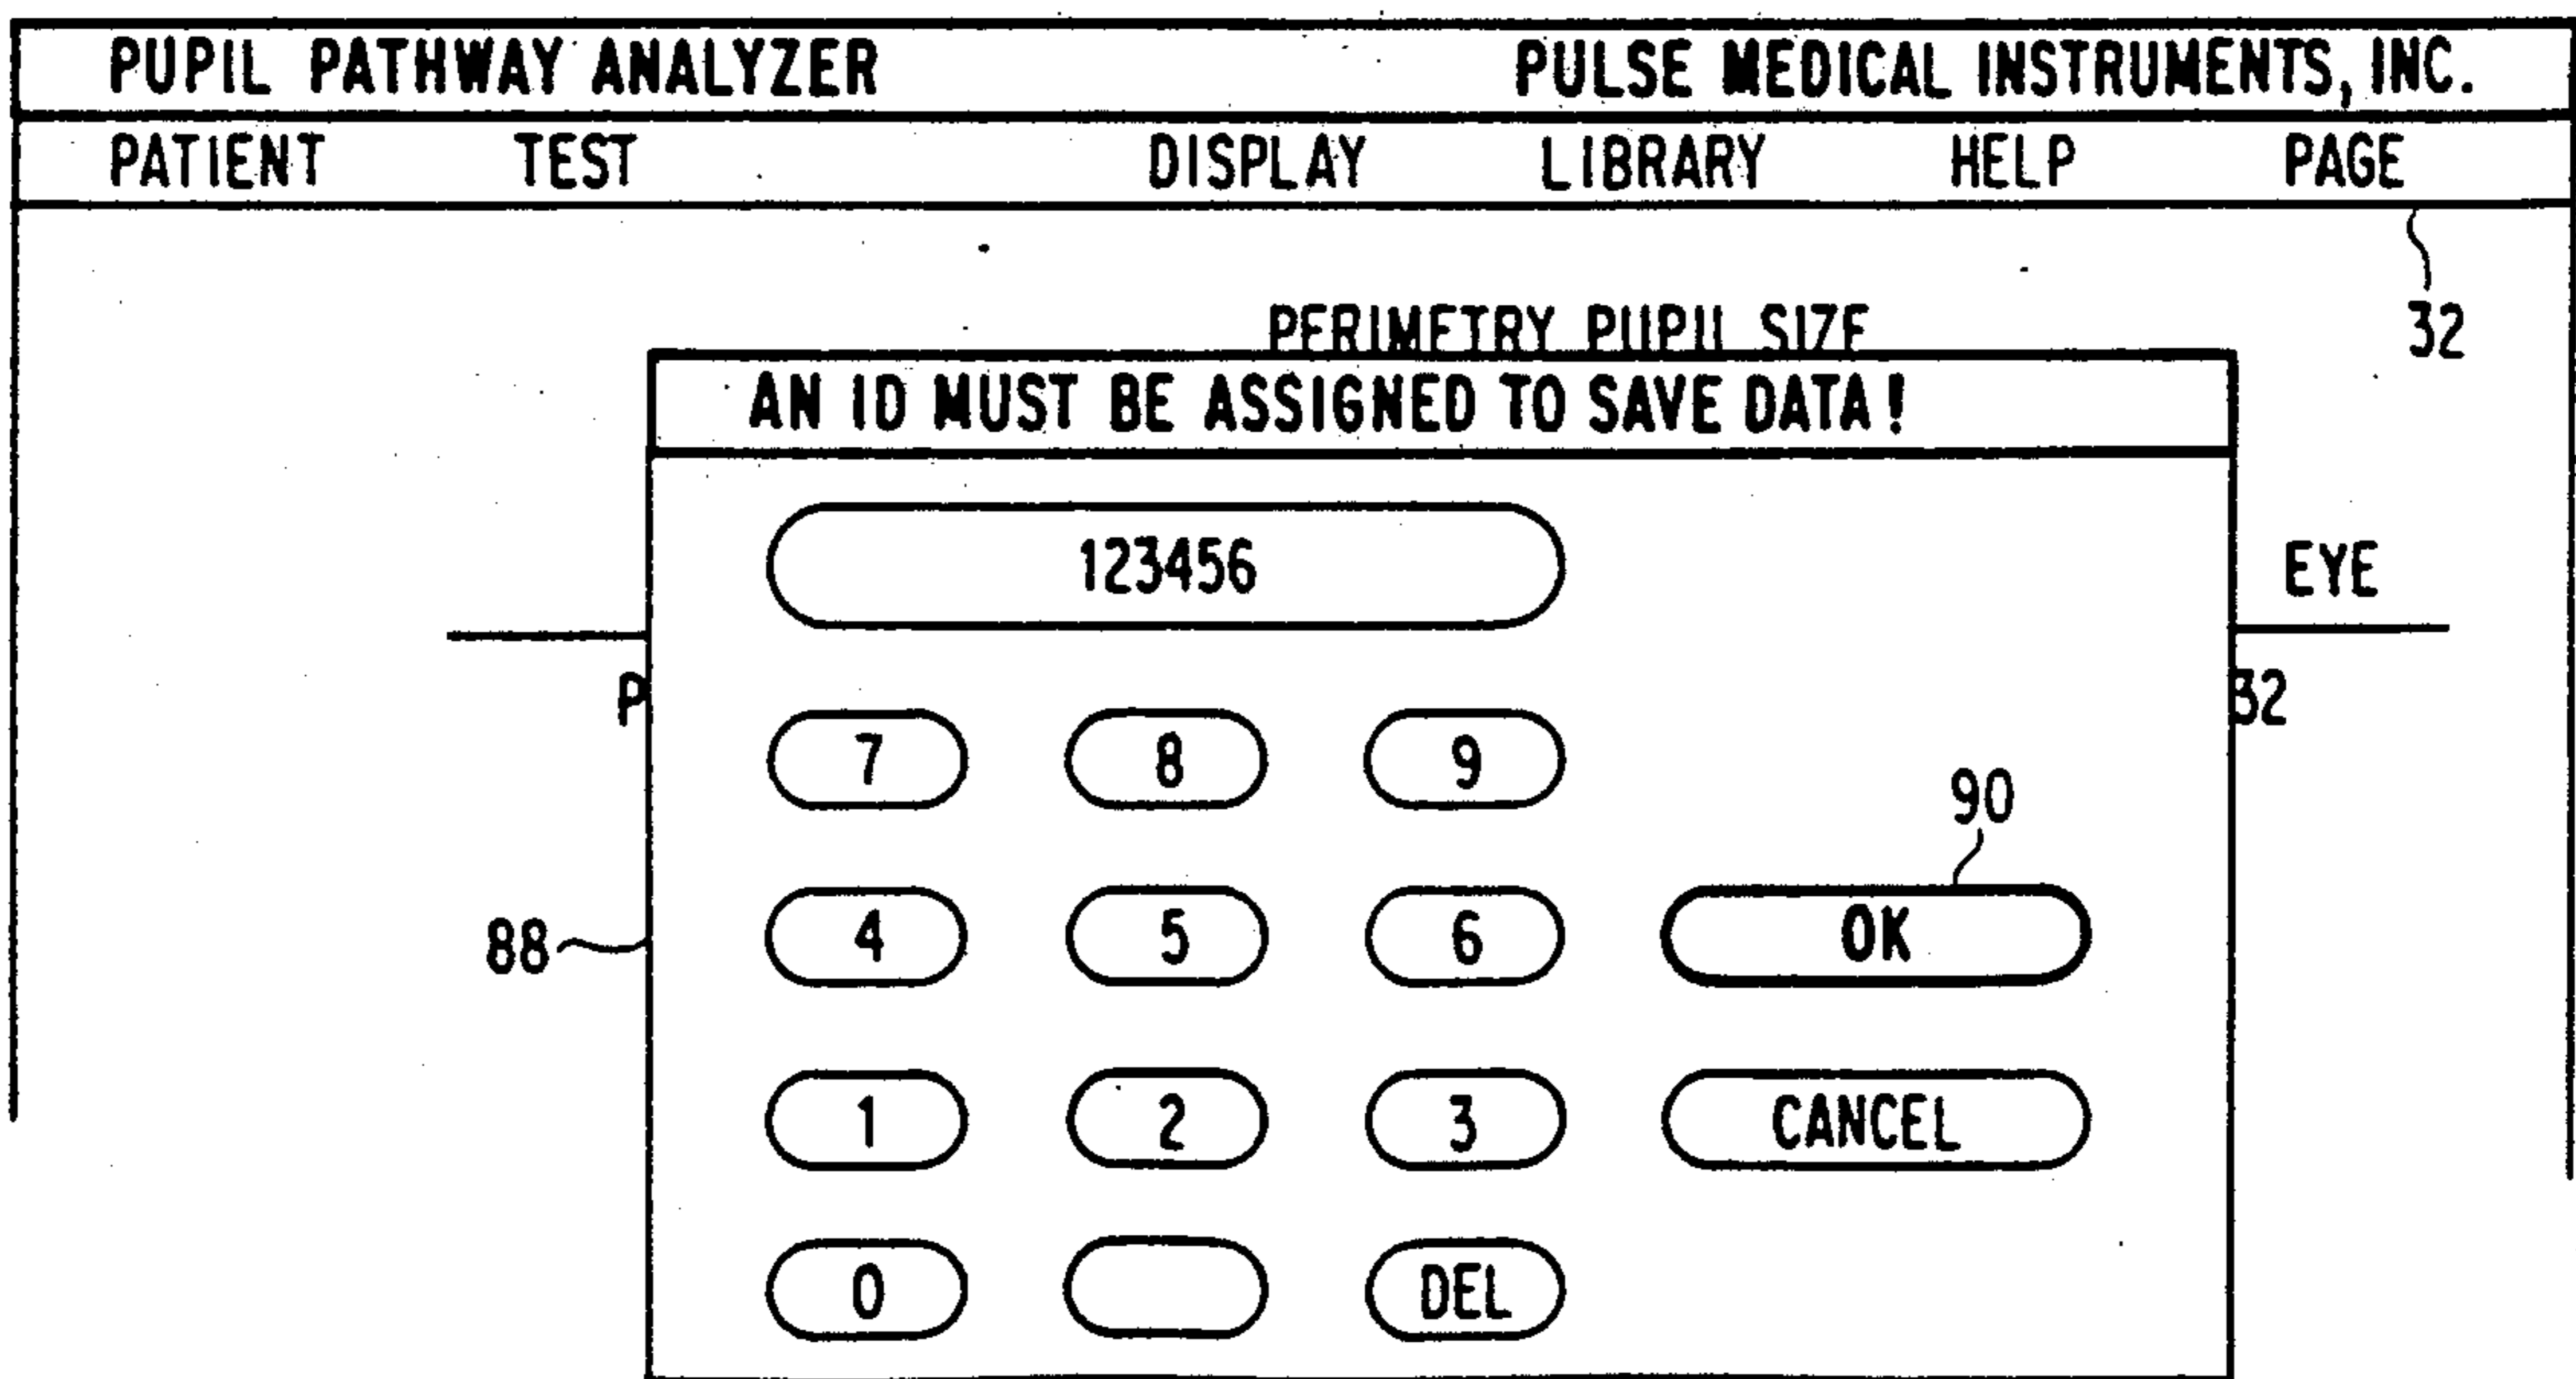 PUPIL PATHWAY ANALYZER PULSE MEDICAL INSTRUMENTS, INC.
PATIENT TEST DISPLAY LIBRARY HELP PAGE
32
PERIMETRY PUPIL SIZE
AN ID MUST BE ASSIGNED TO SAVE DATA!
123456
EYE
P 32
7 8 9
90
88 4 5 6 OK
1 2 3 CANCEL
0 DEL